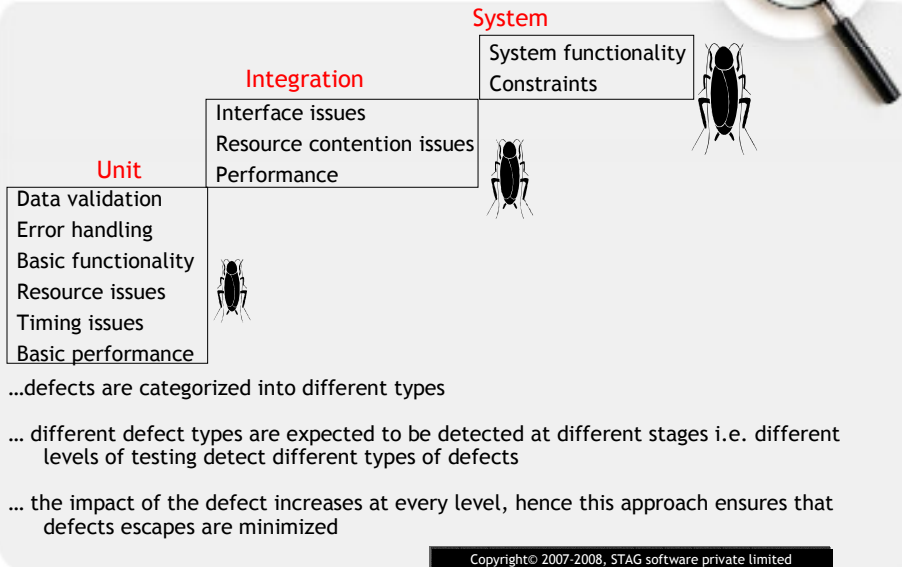 System
System functionality
Constraints
Integration
Interface issues
Resource contention issues
Performance
Unit
Data validation
Error handling
Basic functionality
Resource issues
Timing issues
Basic performance
…defects are categorized into different types
… different defect types are expected to be detected at different stages i.e. different
levels of testing detect different types of defects
… the impact of the defect increases at every level, hence this approach ensures that
defects escapes are minimized
Copyright© 2007-2008, STAG software private limited